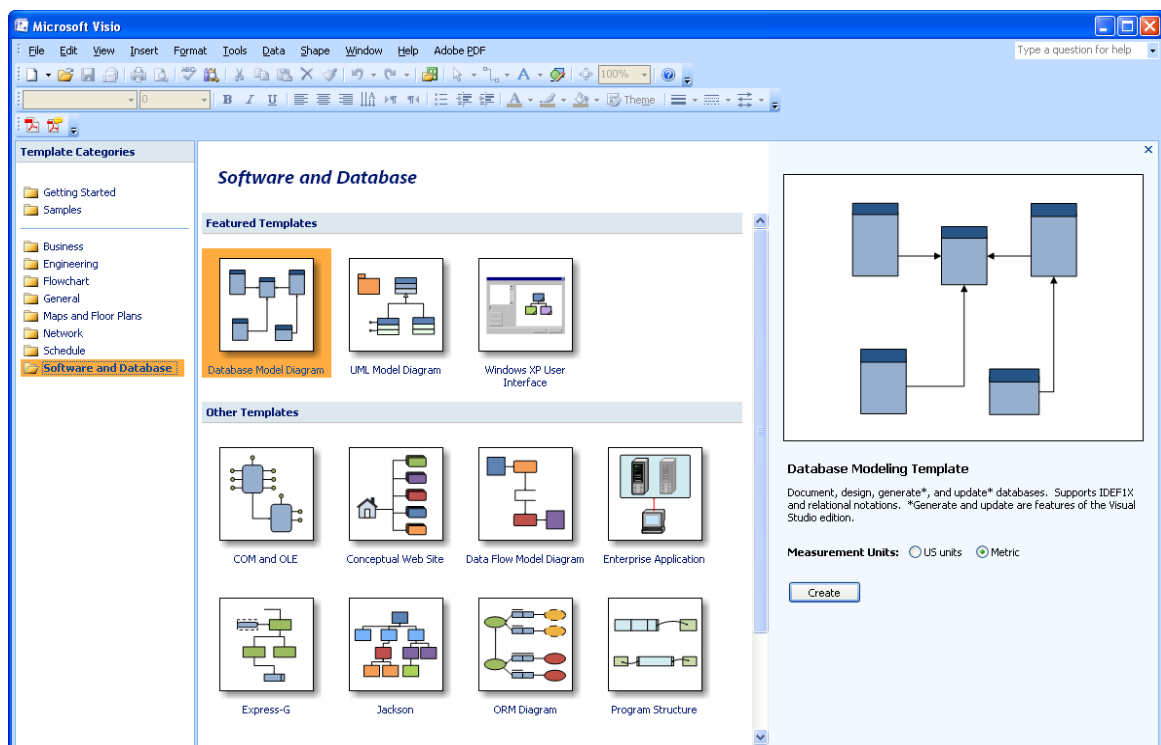 Microsoft Visio
File Edit View Insert Format Tools Data Shape Window Help Adobe PDF
Type a question for help
100%
0
B I U
A
Theme
Template Categories
Getting Started
Samples
Business
Engineering
Flowchart
General
Maps and Floor Plans
Network
Schedule
Software and Database
Software and Database
Featured Templates
Database Model Diagram
UML Model Diagram
Windows XP User
Interface
Other Templates
COM and OLE
Conceptual Web Site
Data Flow Model Diagram
Enterprise Application
Express-G
Jackson
ORM Diagram
Program Structure
Database Modeling Template
Document, design, generate*, and update* databases. Supports IDEF1X
and relational notations. *Generate and update are features of the Visual
Studio edition.
Measurement Units: US units Metric
Create